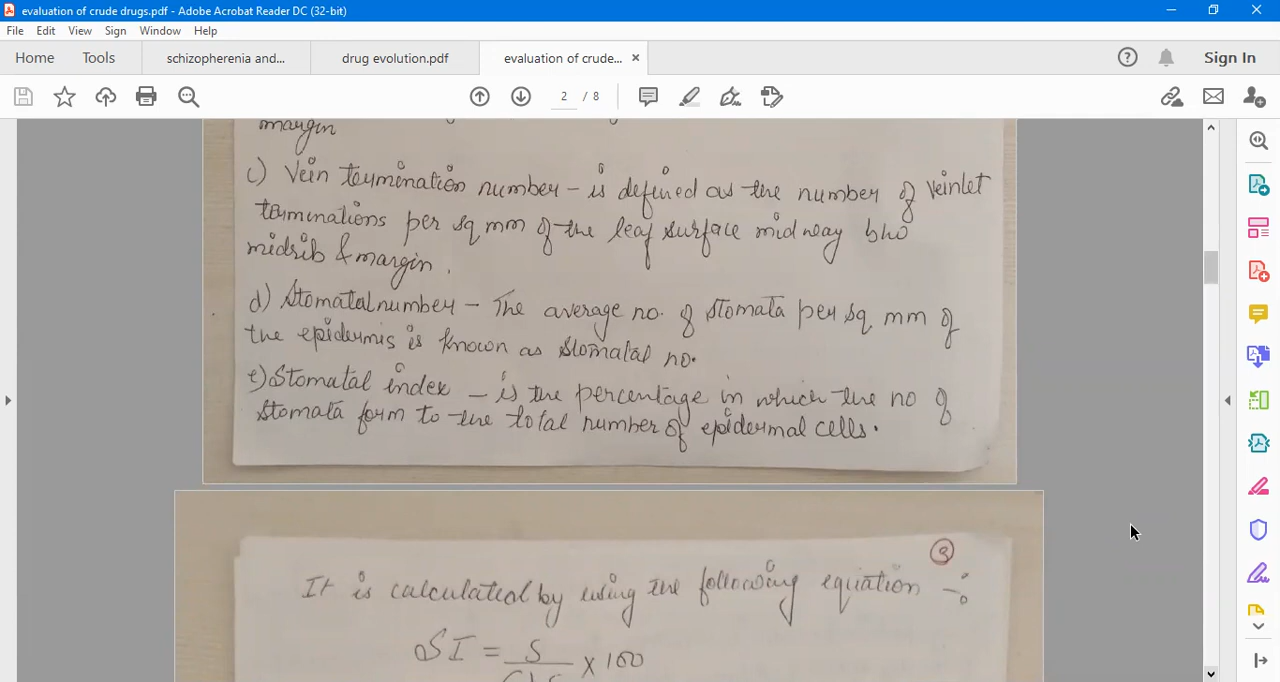 evaluation of crude drugs.pdf - Adobe Acrobat Reader DC (32-bit)
File Edit View Sign Window Help
Home Tools schizopherenia and... drug evolution.pdf evaluation of crude... × Sign In
2 / 8
margin
c) Vein termination number - is defined as the number of veinlet
terminations per sq mm of the leaf surface midway b/w
midrib & margin.
d) Stomatal number - The average no. of stomata per sq mm of
the epidermis is known as stomatal no.
e) Stomatal index - is the percentage in which the no of
stomata form to the total number of epidermal cells.
3
It is calculated by using the following equation -:
SI = S
× 100